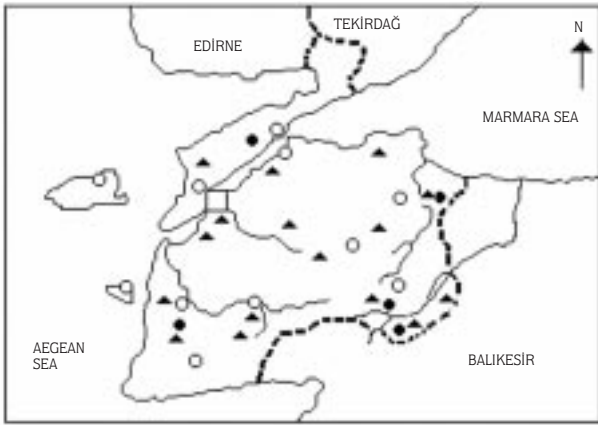 TEKİRDAĞ
EDİRNE
N
MARMARA SEA
AEGEAN
SEA
BALIKESİR